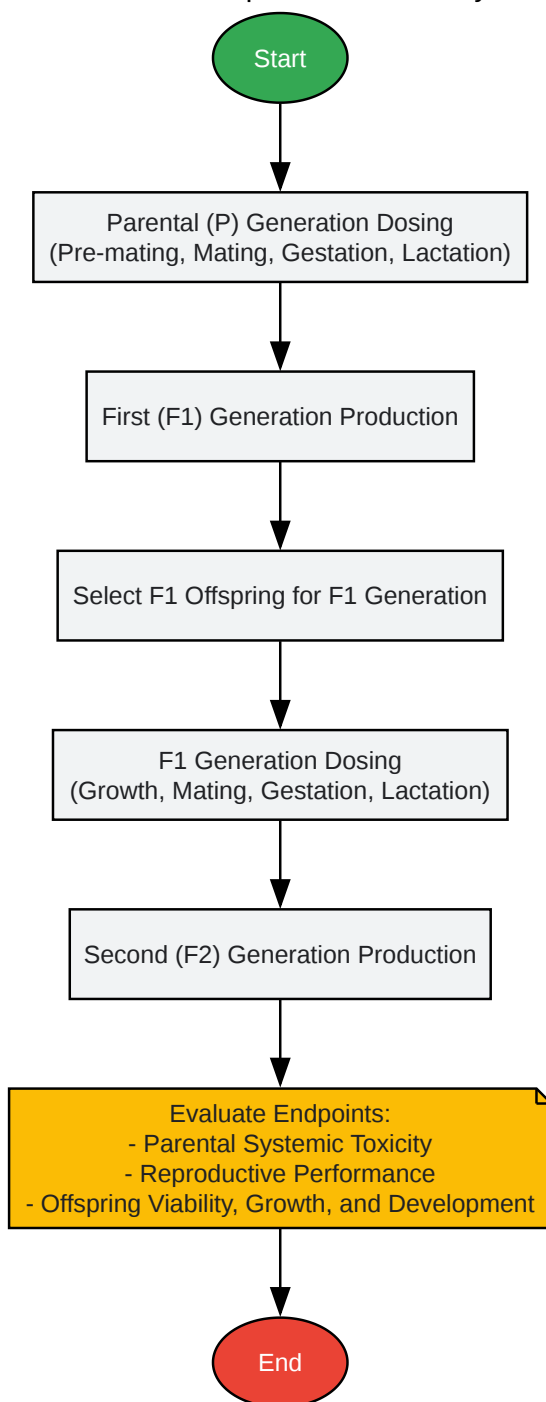 Start
Parental (P) Generation Dosing
(Pre-mating, Mating, Gestation, Lactation)
First (F1) Generation Production
Select F1 Offspring for F1 Generation
F1 Generation Dosing
(Growth, Mating, Gestation, Lactation)
Second (F2) Generation Production
Evaluate Endpoints:
- Parental Systemic Toxicity
- Reproductive Performance
- Offspring Viability, Growth, and Development
End